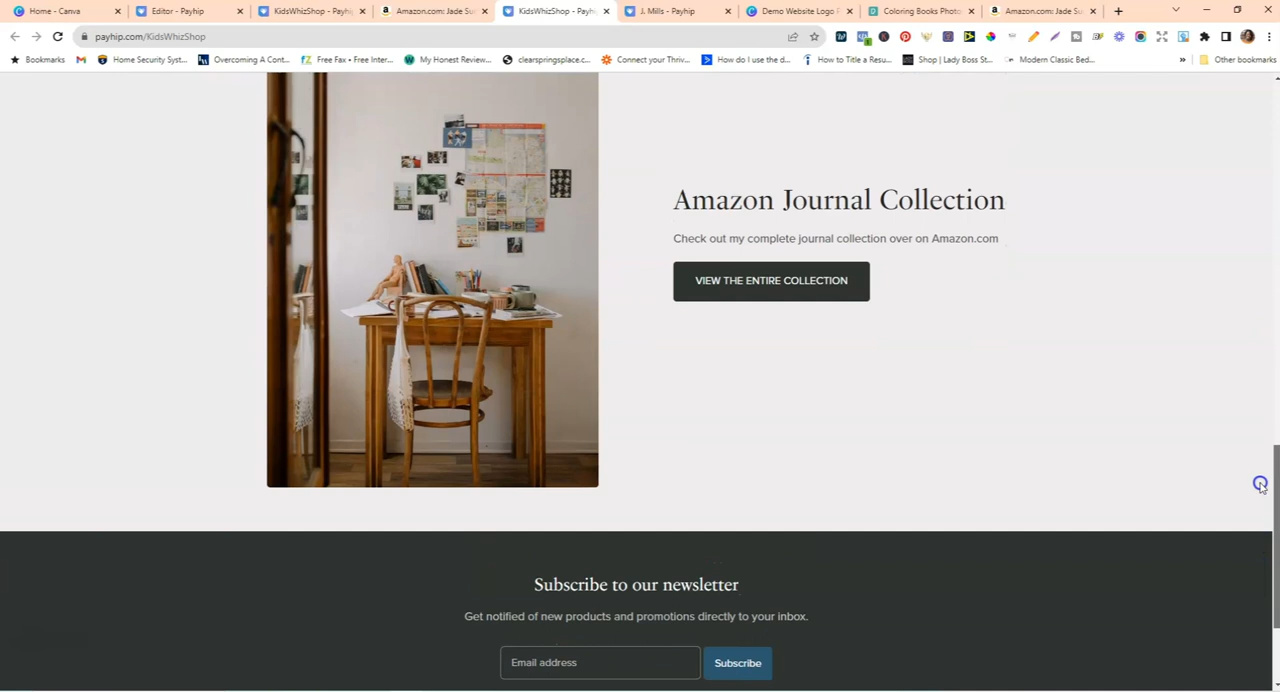 Home - Canva
Editor - Payhip
KidsWhizShop - Payhip
Amazon.com: Jade Su
KidsWhizShop - Payhip
J. Mills - Payhip
Demo Website Logo
Coloring Books Photo
Amazon.com: Jade Su
payhip.com/KidsWhizShop
Bookmarks
Home Security Syst...
Overcoming A Cont...
Free Fax • Free Inter...
My Honest Review...
clearspringsplace.c...
Connect your Thriv...
How do I use the d...
How to Title a Resu...
Shop | Lady Boss St...
Modern Classic Bed...
Other bookmarks
Amazon Journal Collection
Check out my complete journal collection over on Amazon.com
VIEW THE ENTIRE COLLECTION
Subscribe to our newsletter
Get notified of new products and promotions directly to your inbox.
Email address
Subscribe